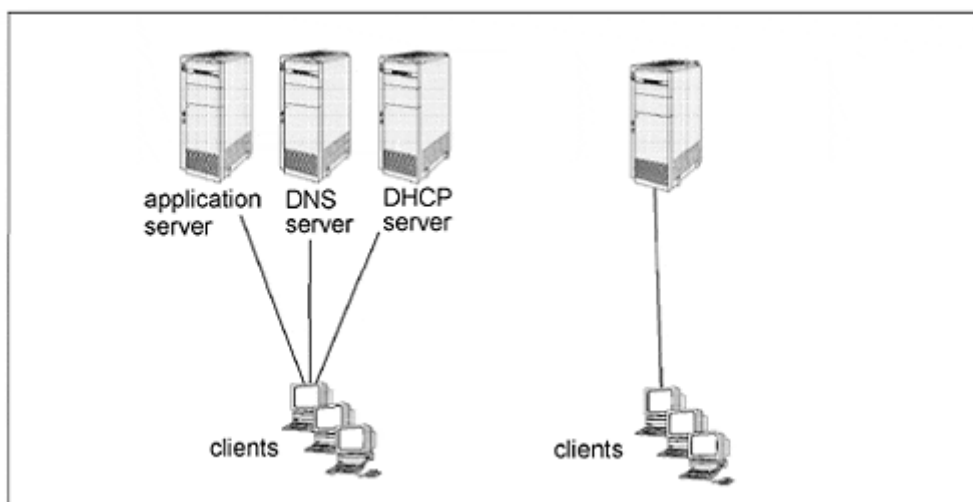 application
server
DNS
server
DHCP
server
clients
clients